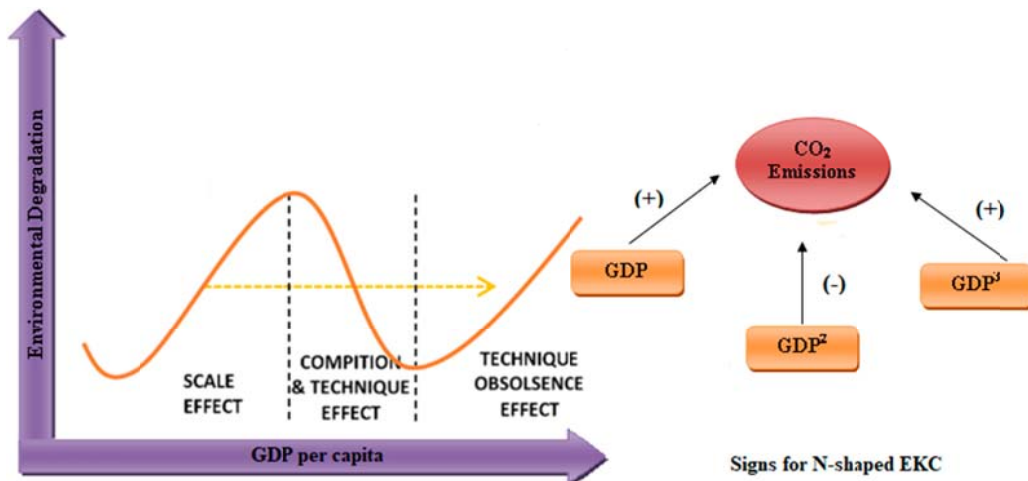 Environmental Degradation
SCALE
EFFECT
COMPITION
& TECHNIQUE
EFFECT
TECHNIQUE
OBSOLSENCE
EFFECT
GDP per capita
CO₂
Emissions
(+)
(+)
GDP
(-)
GDP³
GDP²
Signs for N-shaped EKC